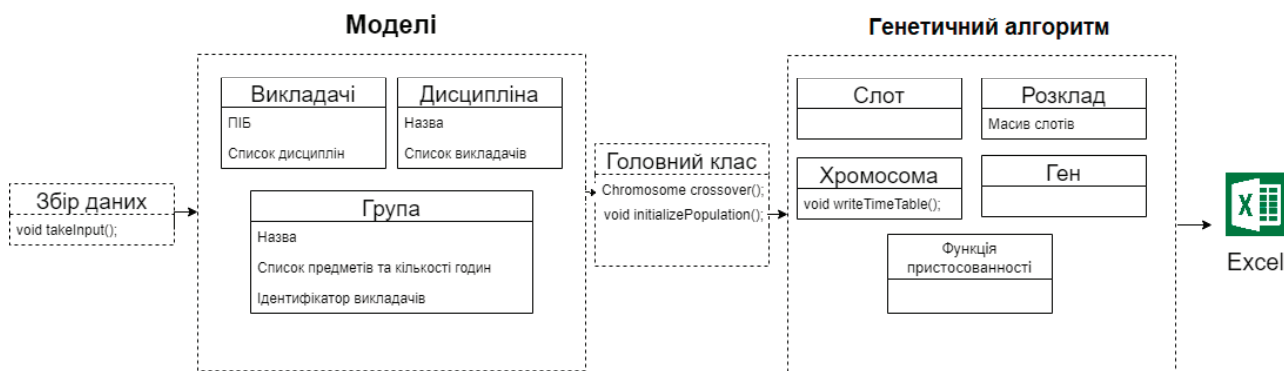 Моделі
Генетичний алгоритм
Збір даних
void takeInput();
Викладачі
ПІБ
Список дисциплін
Дисципліна
Назва
Список викладачів
Група
Назва
Список предметів та кількості годин
Ідентифікатор викладачів
Головний клас
Chromosome crossover();
void initializePopulation();
Слот
Розклад
Масив слотів
Хромосома
void writeTimeTable();
Ген
Функція
пристосованності
X
Excel